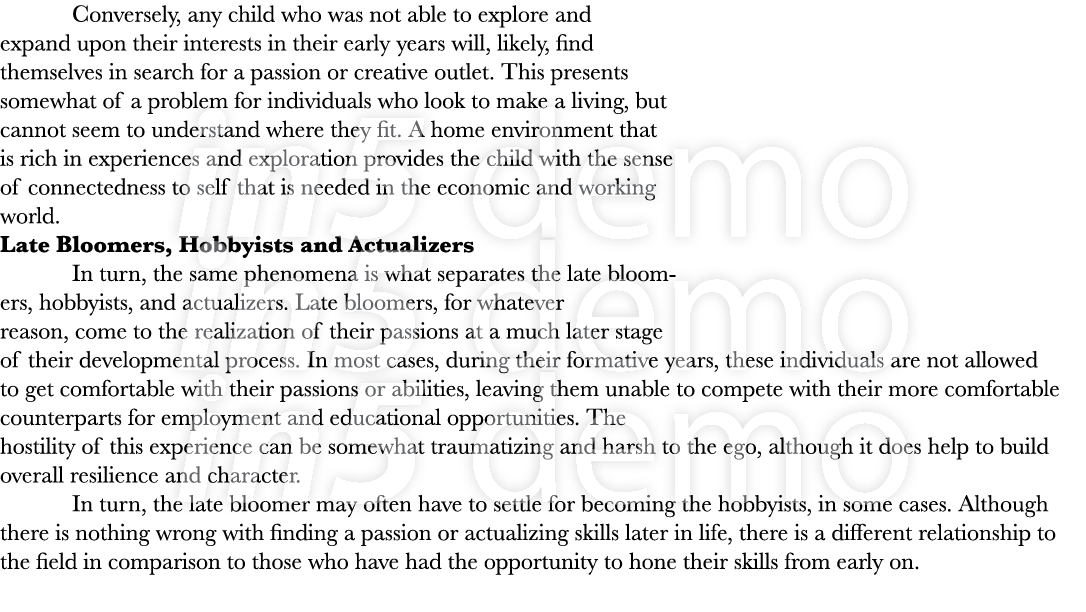 Conversely, any child who was not able to explore and
expand upon their interests in their early years will, likely, find
themselves in search for a passion or creative outlet. This presents
somewhat of a problem for individuals who look to make a living, but
cannot seem to understand where they fit. A home environment that
is rich in experiences and exploration provides the child with the sense
of connectedness to self that is needed in the economic and working
world.
Late Bloomers, Hobbyists and Actualizers
In turn, the same phenomena is what separates the late bloom-
ers, hobbyists, and actualizers. Late bloomers, for whatever
reason, come to the realization of their passions at a much later stage
of their developmental process. In most cases, during their formative years, these individuals are not allowed
to get comfortable with their passions or abilities, leaving them unable to compete with their more comfortable
counterparts for employment and educational opportunities. The
hostility of this experience can be somewhat traumatizing and harsh to the ego, although it does help to build
overall resilience and character.
In turn, the late bloomer may often have to settle for becoming the hobbyists, in some cases. Although
there is nothing wrong with finding a passion or actualizing skills later in life, there is a different relationship to
the field in comparison to those who have had the opportunity to hone their skills from early on.
in5 demo
in5 demo
in5 demo